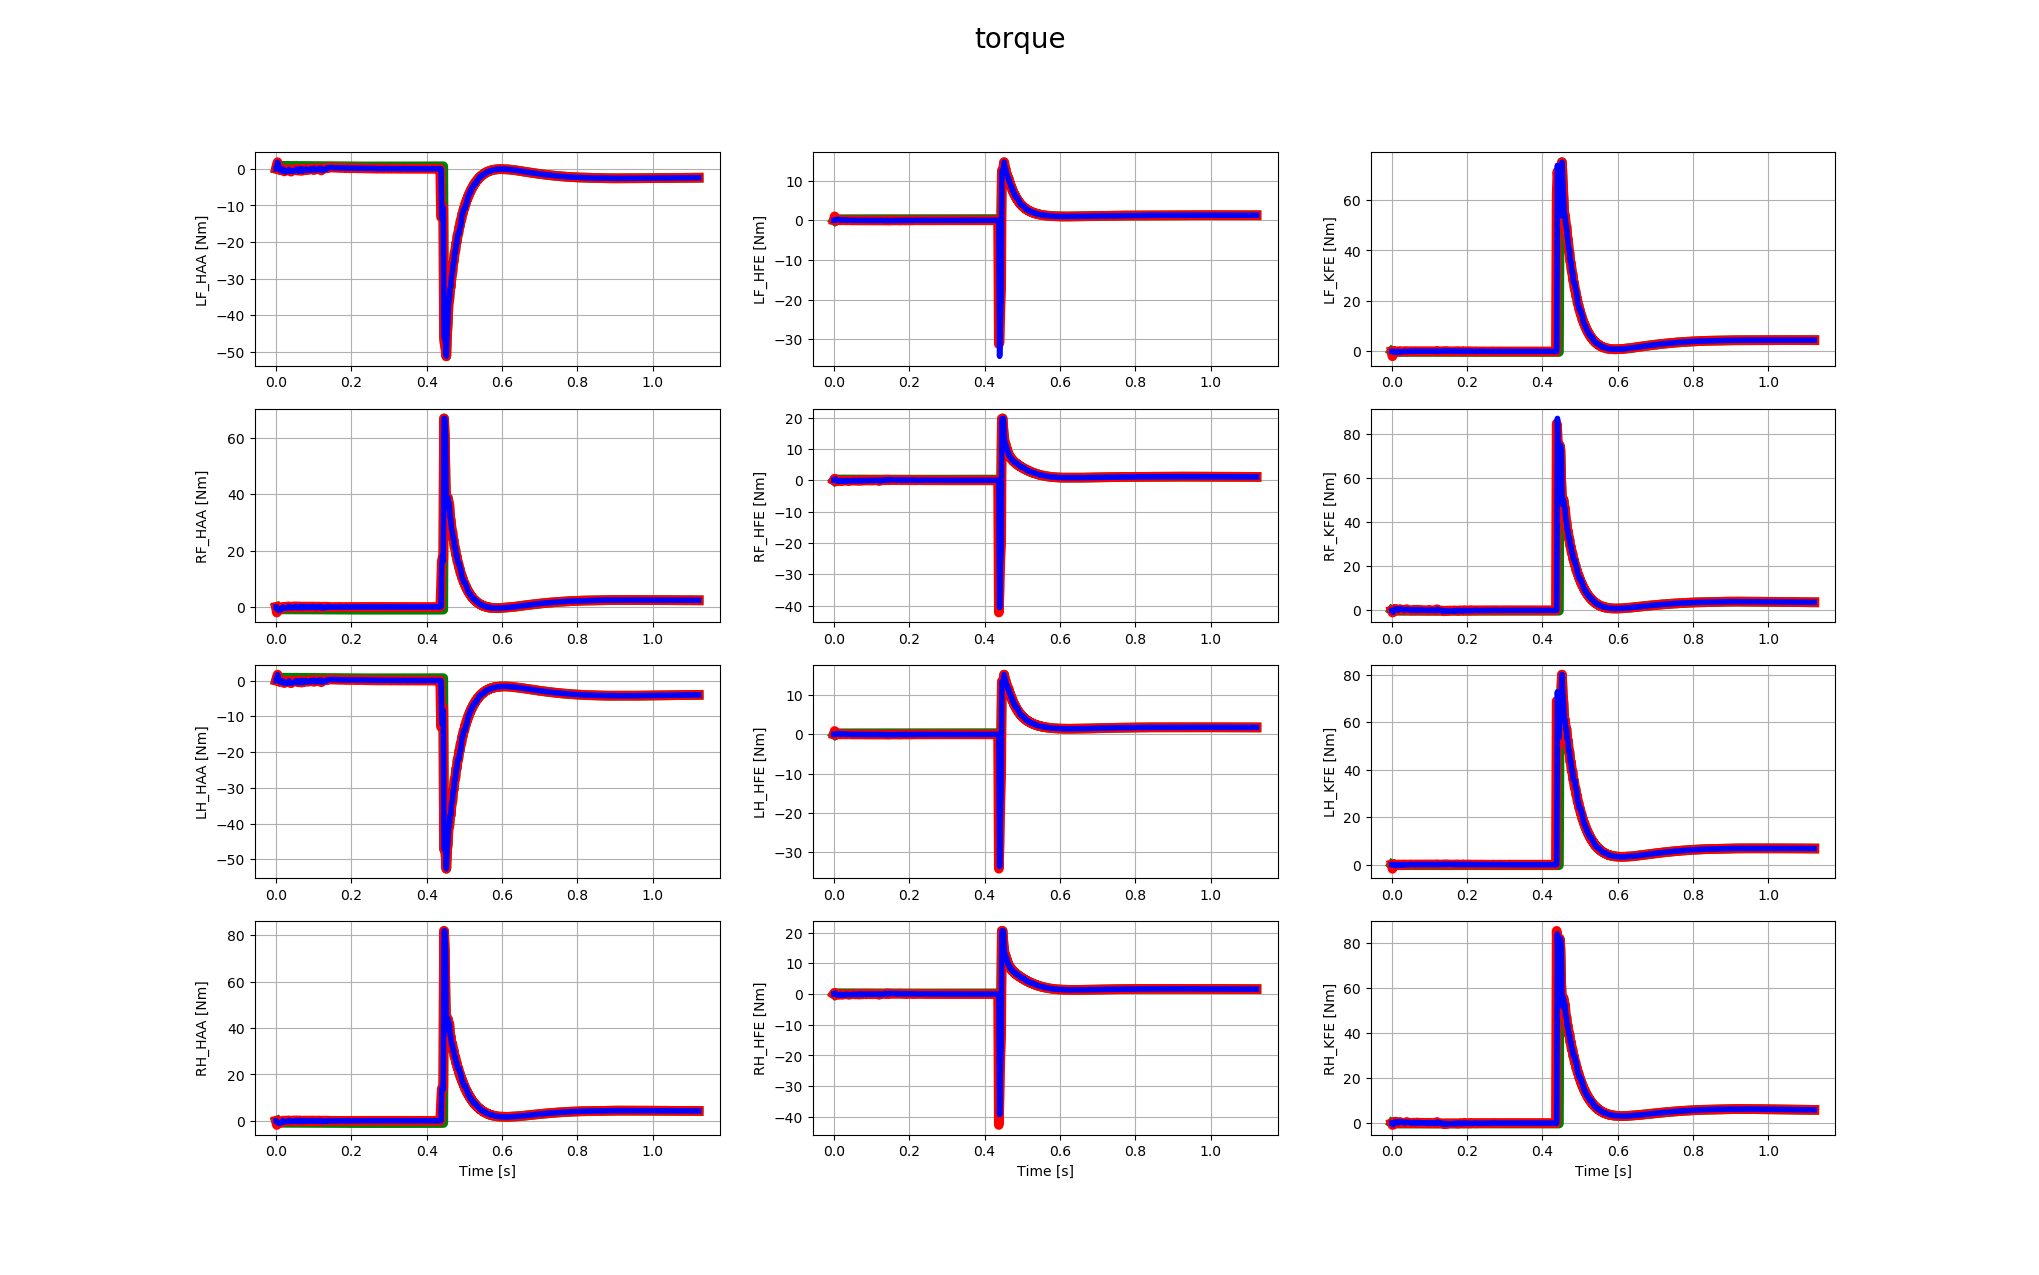 torque
LF_HAA [Nm]
0
−10
−20
−30
−40
−50
0.0 0.2 0.4 0.6 0.8 1.0
LF_HFE [Nm]
10
0
−10
−20
−30
0.0 0.2 0.4 0.6 0.8 1.0
LF_KFE [Nm]
60
40
20
0
0.0 0.2 0.4 0.6 0.8 1.0
RF_HAA [Nm]
60
40
20
0
0.0 0.2 0.4 0.6 0.8 1.0
RF_HFE [Nm]
20
10
0
−10
−20
−30
−40
0.0 0.2 0.4 0.6 0.8 1.0
RF_KFE [Nm]
80
60
40
20
0
0.0 0.2 0.4 0.6 0.8 1.0
LH_HAA [Nm]
0
−10
−20
−30
−40
−50
0.0 0.2 0.4 0.6 0.8 1.0
LH_HFE [Nm]
10
0
−10
−20
−30
0.0 0.2 0.4 0.6 0.8 1.0
LH_KFE [Nm]
80
60
40
20
0
0.0 0.2 0.4 0.6 0.8 1.0
RH_HAA [Nm]
80
60
40
20
0
0.0 0.2 0.4 0.6 0.8 1.0
Time [s]
RH_HFE [Nm]
20
10
0
−10
−20
−30
−40
0.0 0.2 0.4 0.6 0.8 1.0
Time [s]
RH_KFE [Nm]
80
60
40
20
0
0.0 0.2 0.4 0.6 0.8 1.0
Time [s]